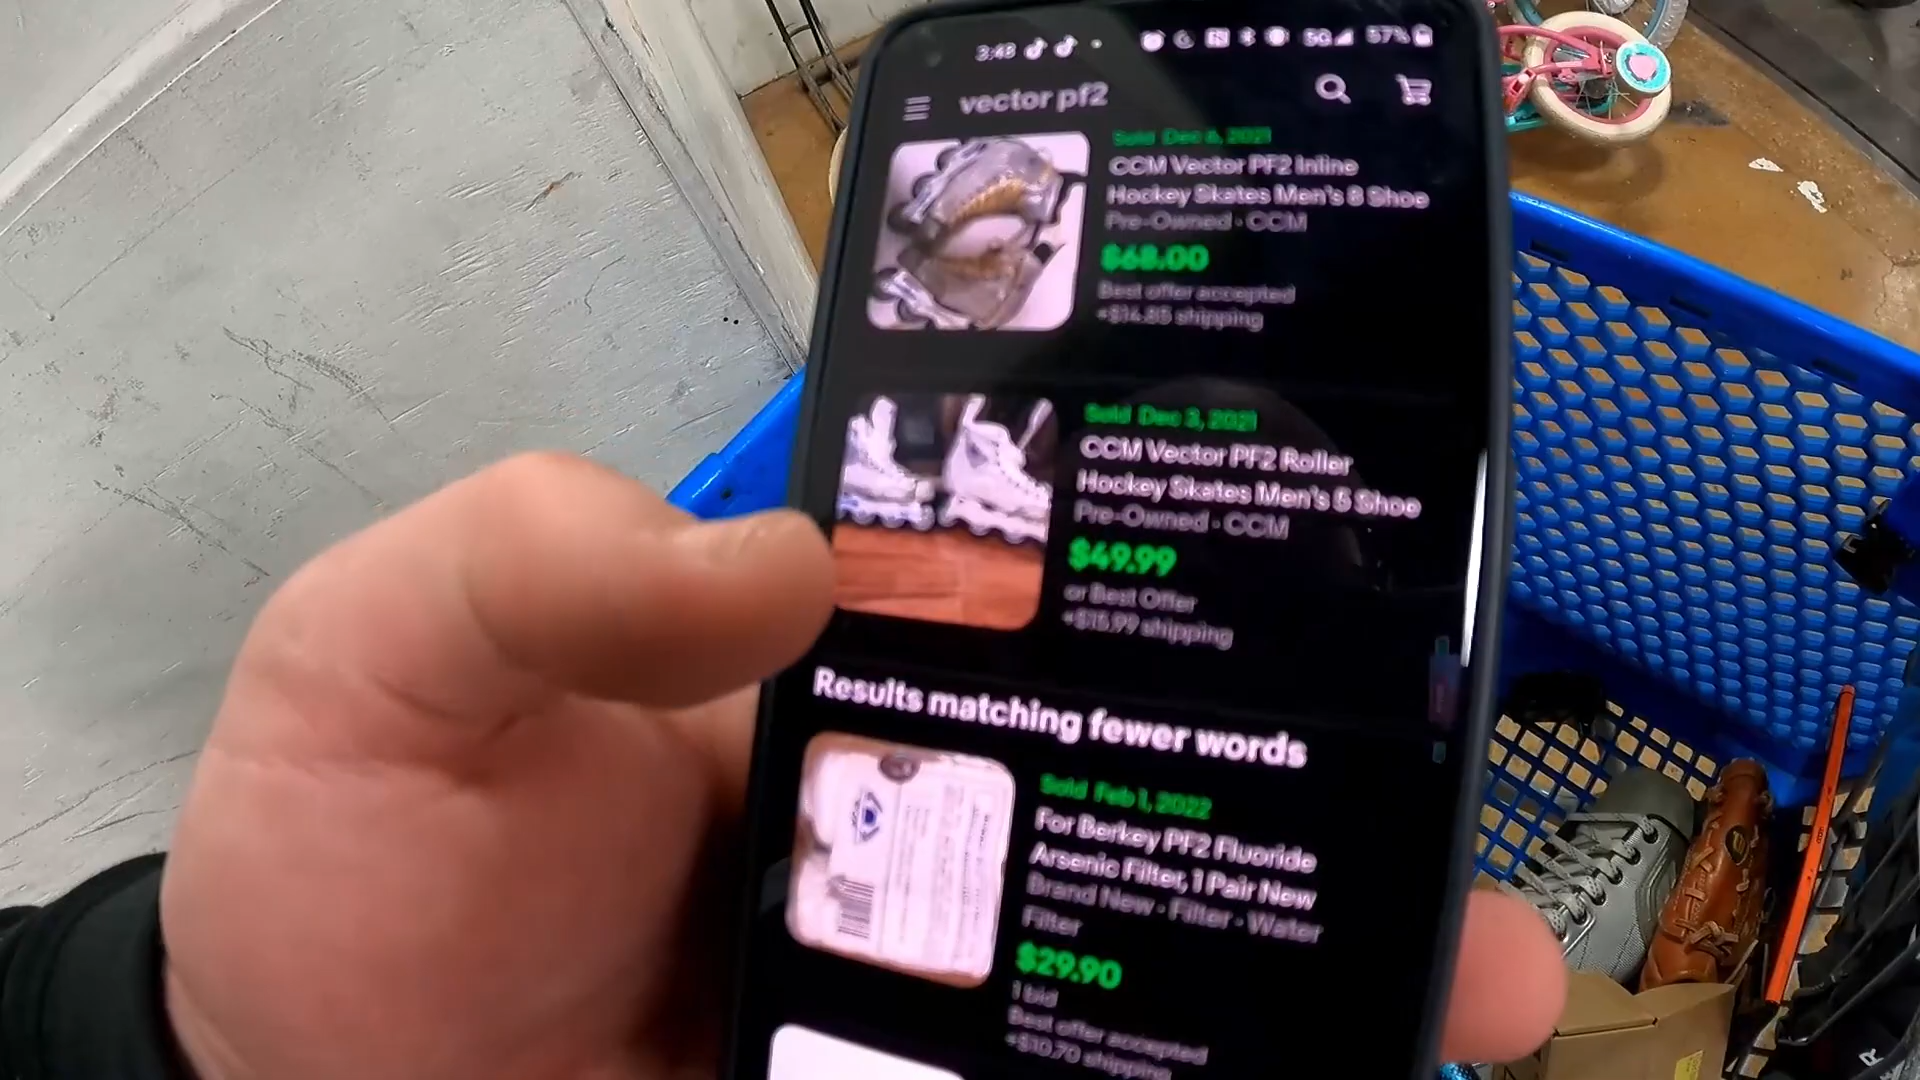 3:48
5G 57%
vector pf2
Sold Dec 6, 2021
CCM Vector PF2 Inline
Hockey Skates Men's 8 Shoe
Pre-Owned · CCM
$68.00
Best offer accepted
+$14.85 shipping
Sold Dec 3, 2021
CCM Vector PF2 Roller
Hockey Skates Men's 5 Shoe
Pre-Owned · CCM
$49.99
or Best Offer
+$15.99 shipping
Results matching fewer words
Sold Feb 1, 2022
For Berkey PF2 Fluoride
Arsenic Filter, 1 Pair New
Brand New · Filter · Water
Filter
$29.90
1 bid
Best offer accepted
+$10.70 shipping